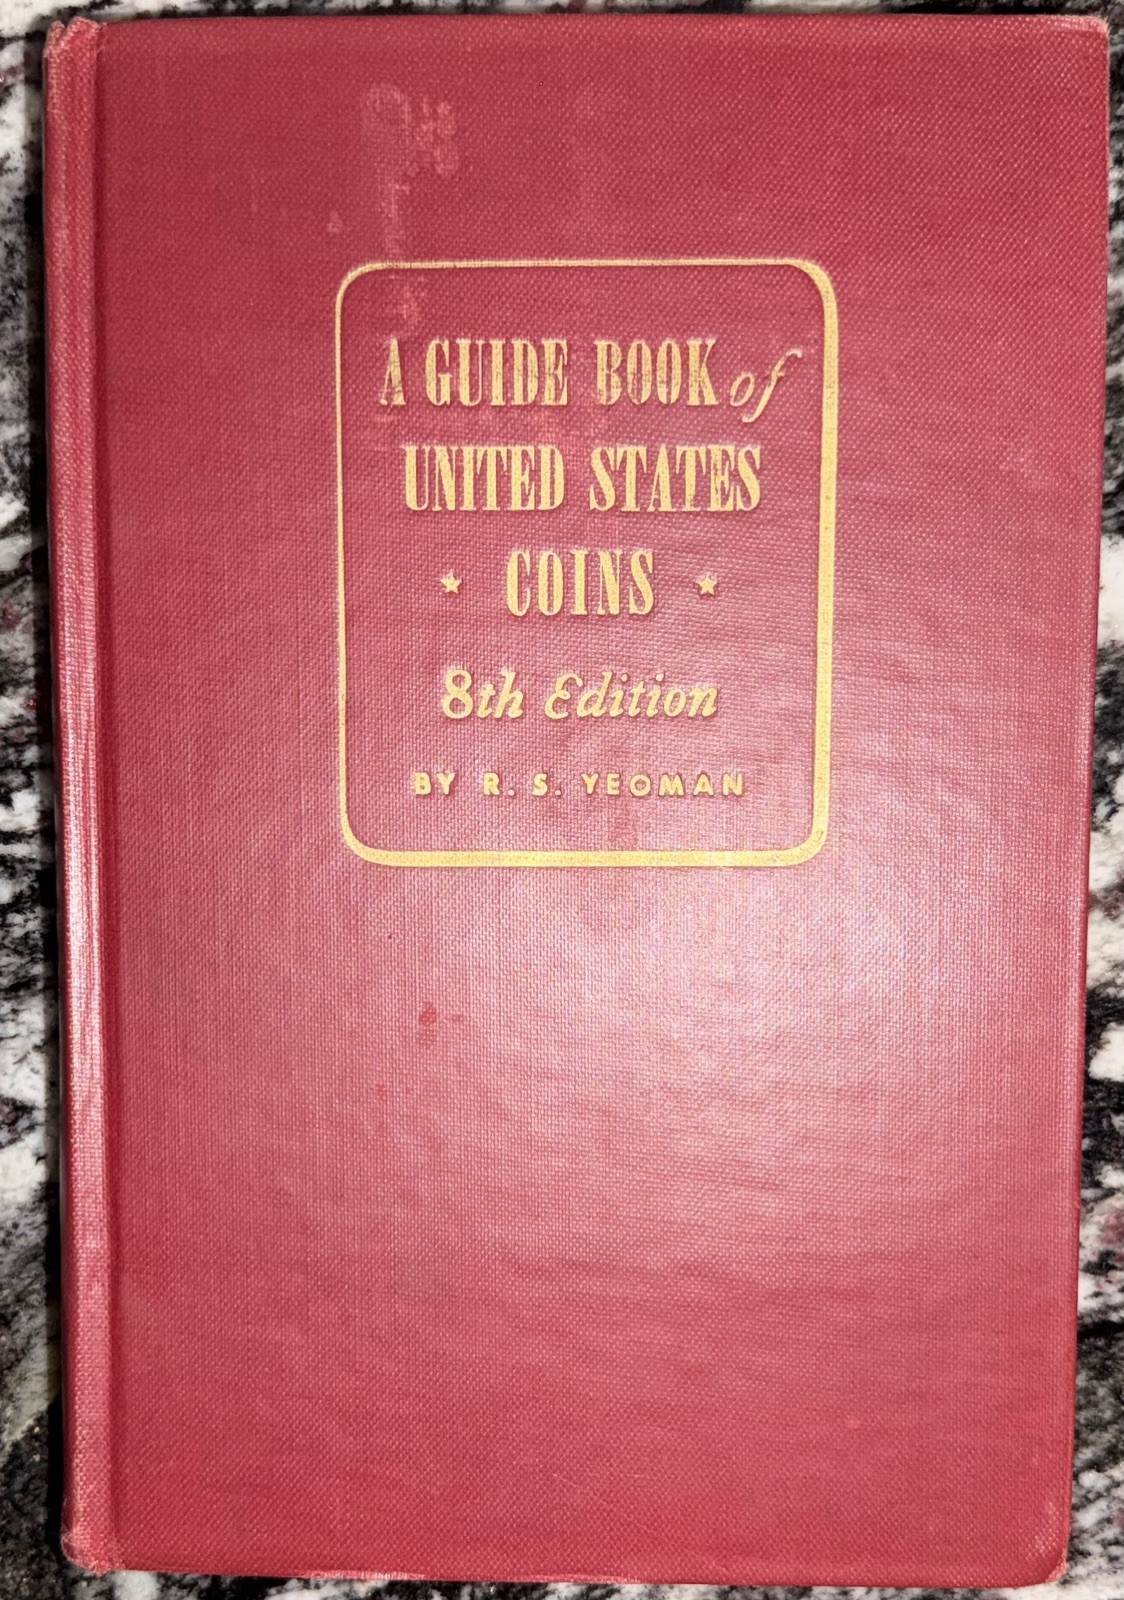 A GUIDE BOOK of
UNITED STATES
★ COINS ★
8th Edition
BY R. S. YEOMAN